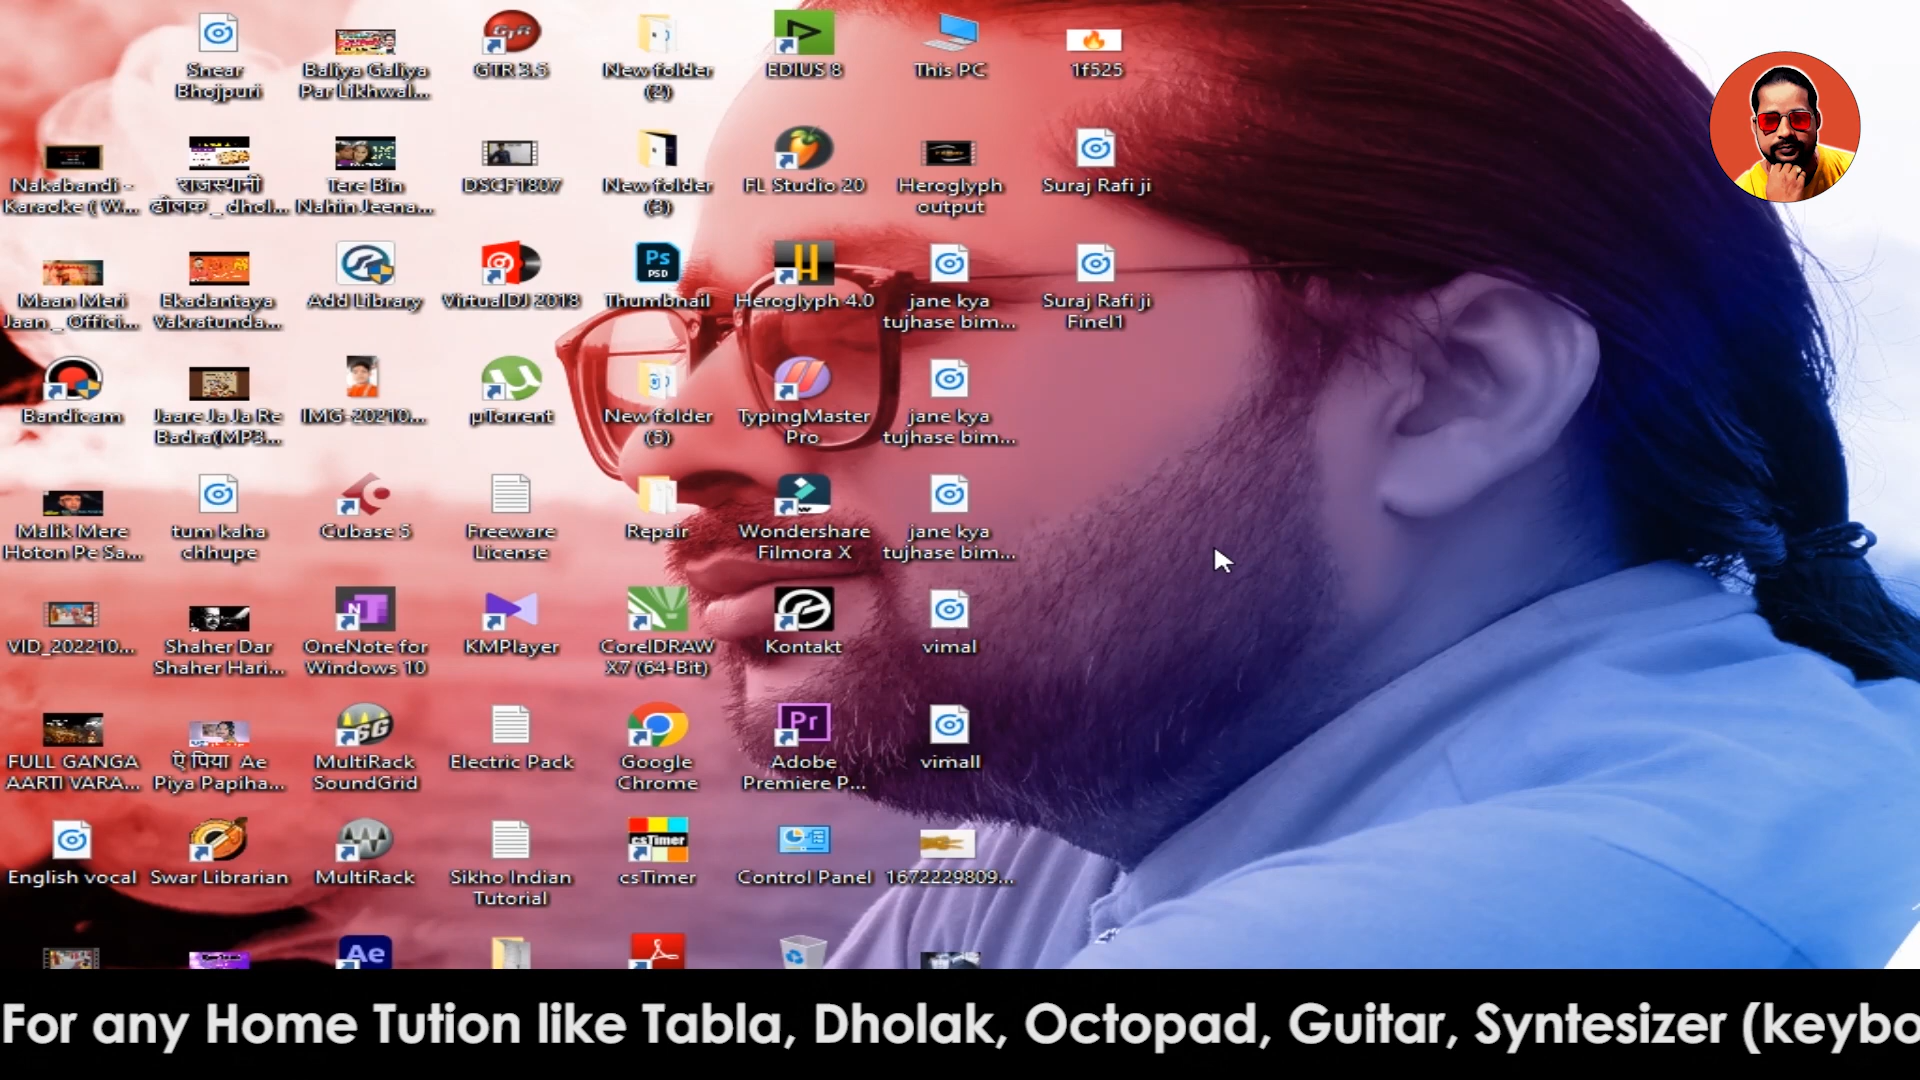 Snear
Bhojpuri
Baliya Galiya
Par Likhwal...
GTR 3.5
New folder
(2)
EDIUS 8
This PC
1f525
Nakabandi -
Karaoke ( W...
राजस्थानी
ढोलक _ dhol...
Tere Bin
Nahin Jeena...
DSCF1807
New folder
(3)
FL Studio 20
Heroglyph
output
Suraj Rafi ji
Maan Meri
Jaan _ Offici...
Ekadantaya
Vakratunda...
Add Library
VirtualDJ 2018
Ps
PSD
Thumbnail
Heroglyph 4.0
jane kya
tujhase bim...
Suraj Rafi ji
Finel1
Bandicam
Jaare Ja Ja Re
Badra(MP3...
IMG-20210...
µTorrent
New folder
(5)
TypingMaster
Pro
jane kya
tujhase bim...
Malik Mere
Hoton Pe Sa...
tum kaha
chhupe
Cubase 5
Freeware
License
Repair
Wondershare
Filmora X
jane kya
tujhase bim...
VID_202210...
Shaher Dar
Shaher Hari...
N
OneNote for
Windows 10
KMPlayer
CorelDRAW
X7 (64-Bit)
Kontakt
vimal
FULL GANGA
AARTI VARA...
ऐ पिया Ae
Piya Papiha...
SG
MultiRack
SoundGrid
Electric Pack
Google
Chrome
Pr
Adobe
Premiere P...
vimall
English vocal
Swar Librarian
MultiRack
Sikho Indian
Tutorial
csTimer
csTimer
Control Panel
1672229809...
Ae
For any Home Tution like Tabla, Dholak, Octopad, Guitar, Syntesizer (keybo